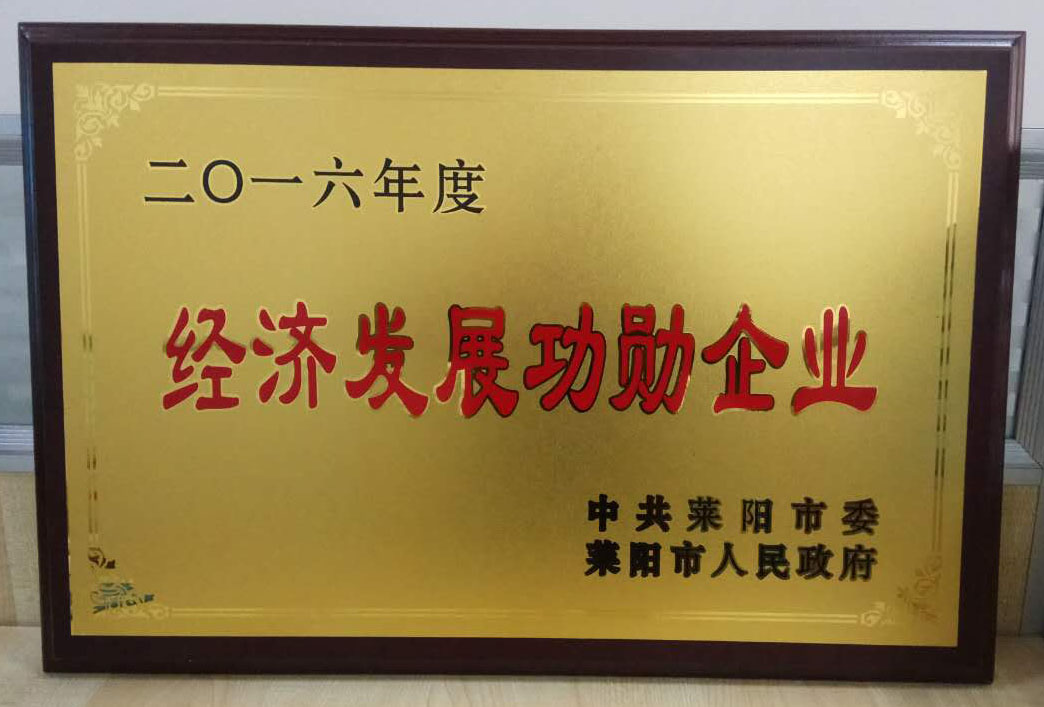 二〇一六年度
经济发展功勋企业
中共莱阳市委
莱阳市人民政府